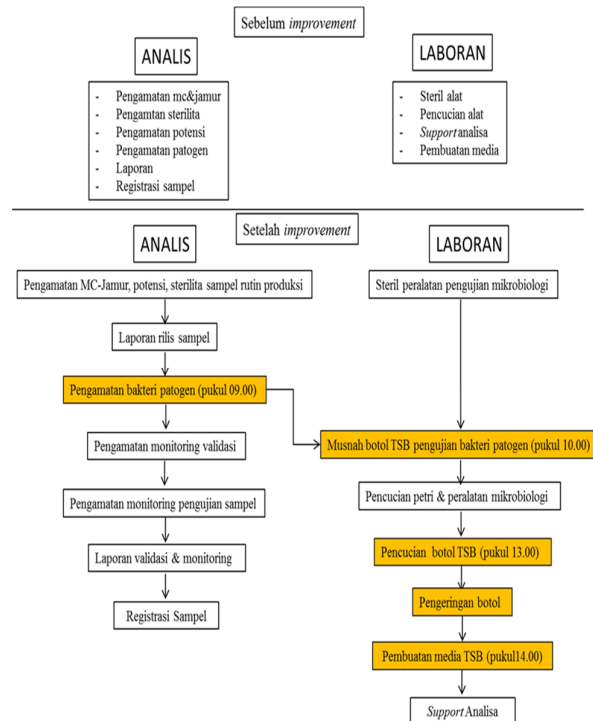 Sebelum improvement
ANALIS
- Pengamatan mc&jamur
- Pengamtan sterilita
- Pengamatan potensi
- Pengamatan patogen
- Laporan
- Registrasi sampel
LABORAN
- Steril alat
- Pencucian alat
- Support analisa
- Pembuatan media
Setelah improvement
ANALIS
Pengamatan MC-Jamur, potensi, sterilita sampel rutin produksi
Laporan rilis sampel
Pengamatan bakteri patogen (pukul 09.00)
Pengamatan monitoring validasi
Pengamatan monitoring pengujian sampel
Laporan validasi & monitoring
Registrasi Sampel
LABORAN
Steril peralatan pengujian mikrobiologi
Musnah botol TSB pengujian bakteri patogen (pukul 10.00)
Pencucian petri & peralatan mikrobiologi
Pencucian botol TSB (pukul 13.00)
Pengeringan botol
Pembuatan media TSB (pukul14.00)
Support Analisa